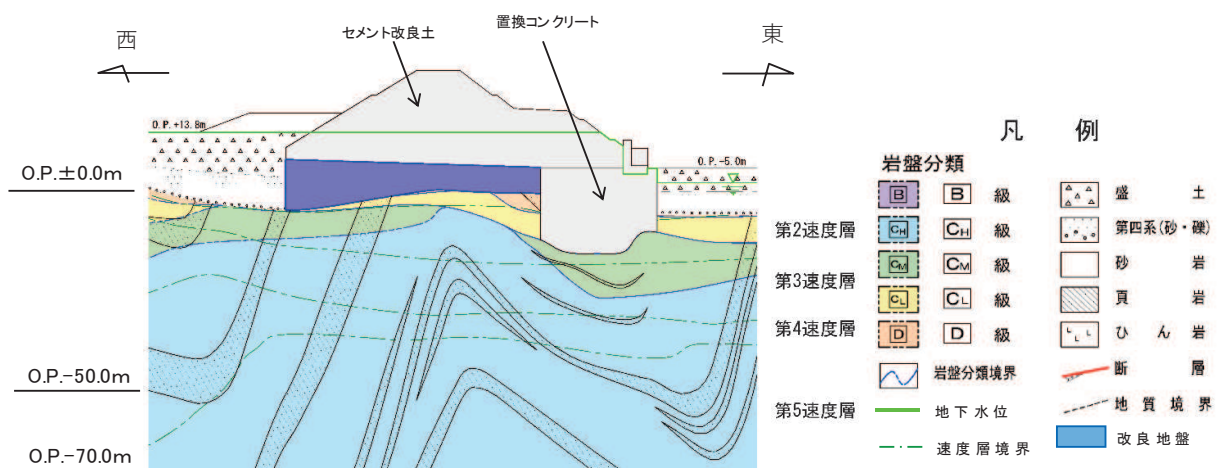 西
セメント改良土
置換コンクリート
東
O.P.+13.8m
O.P.-5.0m
O.P.±0.0m
O.P.-50.0m
O.P.-70.0m
第2速度層
第3速度層
第4速度層
第5速度層
凡 例
岩盤分類
B B 級
CH CH 級
CM CM 級
CL CL 級
D D 級
岩盤分類境界
地下水位
速度層境界
盛 土
第四系(砂・礫)
砂 岩
頁 岩
ひ ん 岩
断 層
地 質 境 界
改良地盤